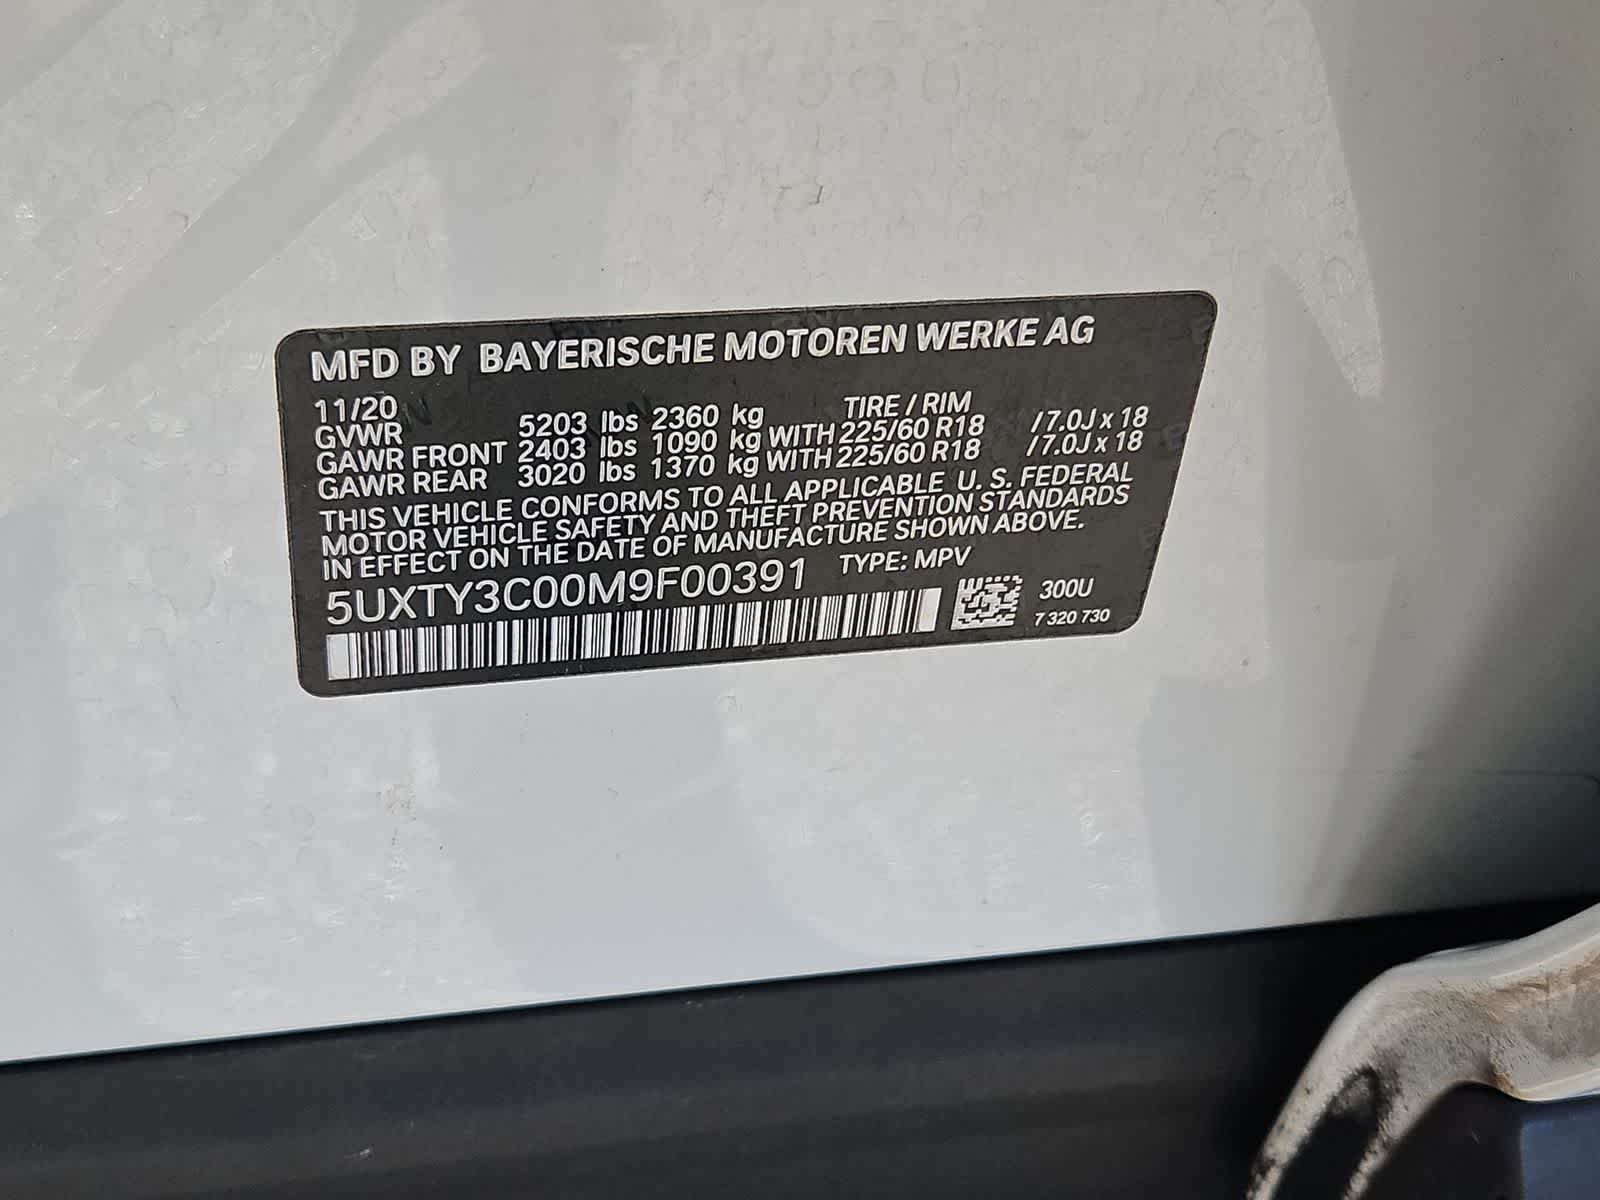 MFD BY BAYERISCHE MOTOREN WERKE AG
11/20 TIRE / RIM
GVWR 5203 lbs 2360 kg
GAWR FRONT 2403 lbs 1090 kg WITH 225/60 R18 / 7.0J x 18
GAWR REAR 3020 lbs 1370 kg WITH 225/60 R18 / 7.0J x 18
THIS VEHICLE CONFORMS TO ALL APPLICABLE U. S. FEDERAL
MOTOR VEHICLE SAFETY AND THEFT PREVENTION STANDARDS
IN EFFECT ON THE DATE OF MANUFACTURE SHOWN ABOVE.
5UXTY3C00M9F00391 TYPE: MPV
300U
7 320 730